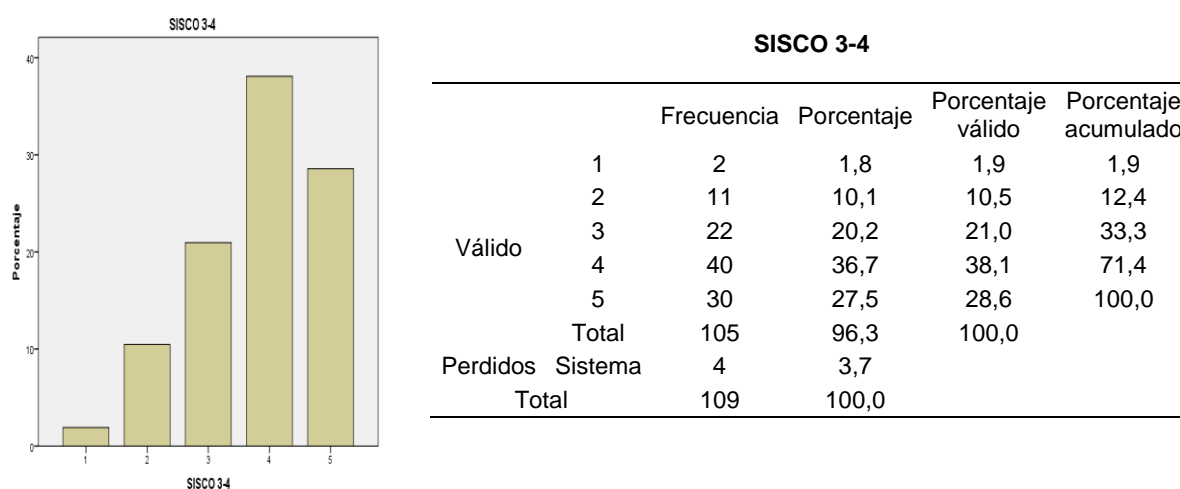 SISCO 3-4
40
30
20
10
0
Porcentaje
1 2 3 4 5
SISCO 3-4
SISCO 3-4
Frecuencia Porcentaje Porcentaje válido Porcentaje acumulado
Válido
1 2 1,8 1,9 1,9
2 11 10,1 10,5 12,4
3 22 20,2 21,0 33,3
4 40 36,7 38,1 71,4
5 30 27,5 28,6 100,0
Total 105 96,3 100,0
Perdidos Sistema 4 3,7
Total 109 100,0